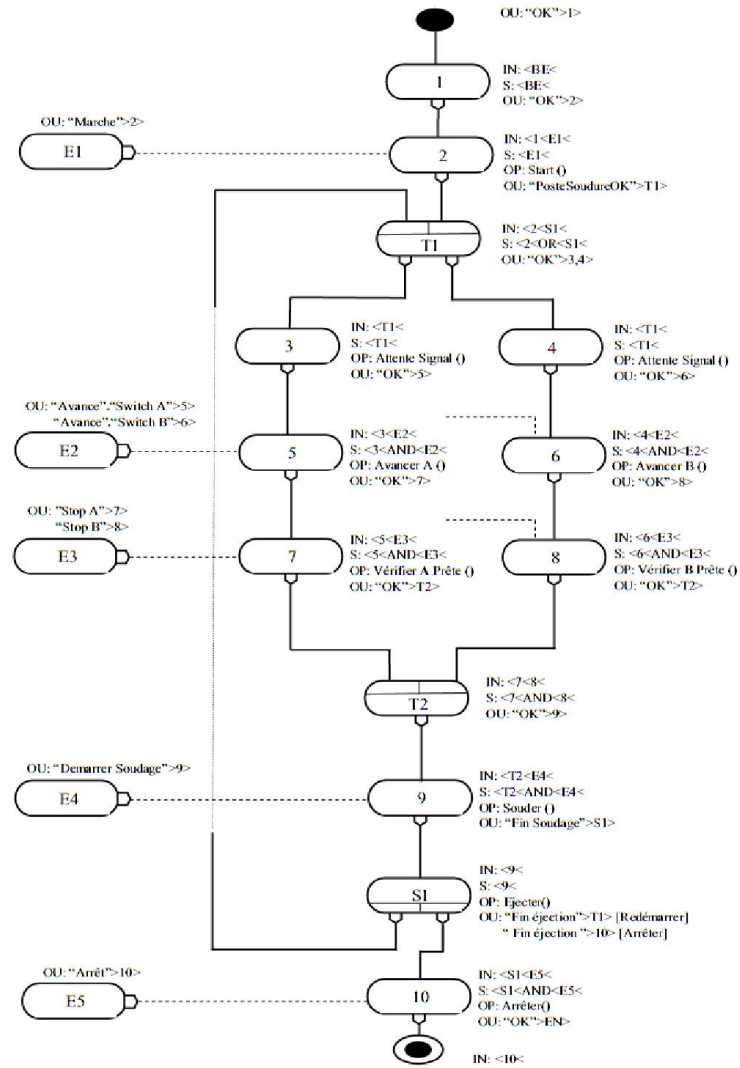 OU: “OK”>1>
1
IN: <BE<
S: <BE<
OU: “OK”>2>
OU: “Marche”>2>
E1
2
IN: <1<E1<
S: <E1<
OP: Start ()
OU: “PosteSoudureOK”>T1>
T1
IN: <2<S1<
S: <2<OR<S1<
OU: “OK”>3,4>
3
IN: <T1<
S: <T1<
OP: Attente Signal ()
OU: “OK”>5>
4
IN: <T1<
S: <T1<
OP: Attente Signal ()
OU: “OK”>6>
OU: “Avance”.“Switch A”>5>
“Avance”.“Switch B”>6>
E2
5
IN: <3<E2<
S: <3<AND<E2<
OP: Avancer A ()
OU: “OK”>7>
6
IN: <4<E2<
S: <4<AND<E2<
OP: Avancer B ()
OU: “OK”>8>
OU: ”Stop A”>7>
“Stop B”>8>
E3
7
IN: <5<E3<
S: <5<AND<E3<
OP: Vérifier A Prête ()
OU: “OK”>T2>
8
IN: <6<E3<
S: <6<AND<E3<
OP: Vérifier B Prête ()
OU: “OK”>T2>
T2
IN: <7<8<
S: <7<AND<8<
OU: “OK”>9>
OU: “Demarrer Soudage”>9>
E4
9
IN: <T2<E4<
S: <T2<AND<E4<
OP: Souder ()
OU: “Fin Soudage”>S1>
S1
IN: <9<
S: <9<
OP: Ejecter()
OU: “Fin éjection”>T1> [Redémarrer]
“ Fin éjection ”>10> [Arrêter]
OU: “Arrêt”>10>
E5
10
IN: <S1<E5<
S: <S1<AND<E5<
OP: Arrêter()
OU: “OK”>EN>
IN: <10<